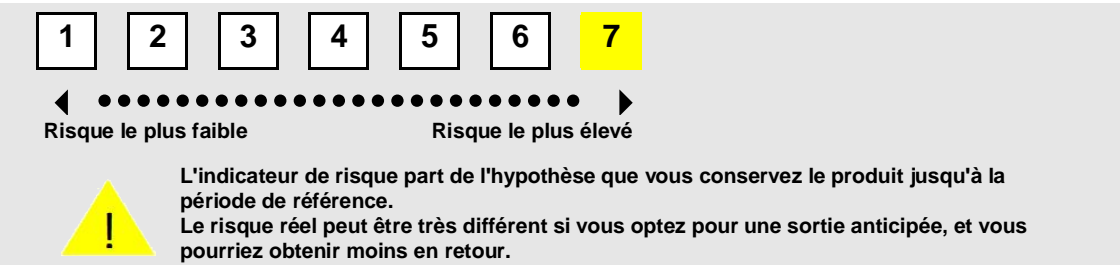 1 2 3 4 5 6 7
Risque le plus faible Risque le plus élevé
L'indicateur de risque part de l'hypothèse que vous conservez le produit jusqu'à la
période de référence.
! Le risque réel peut être très différent si vous optez pour une sortie anticipée, et vous
pourriez obtenir moins en retour.